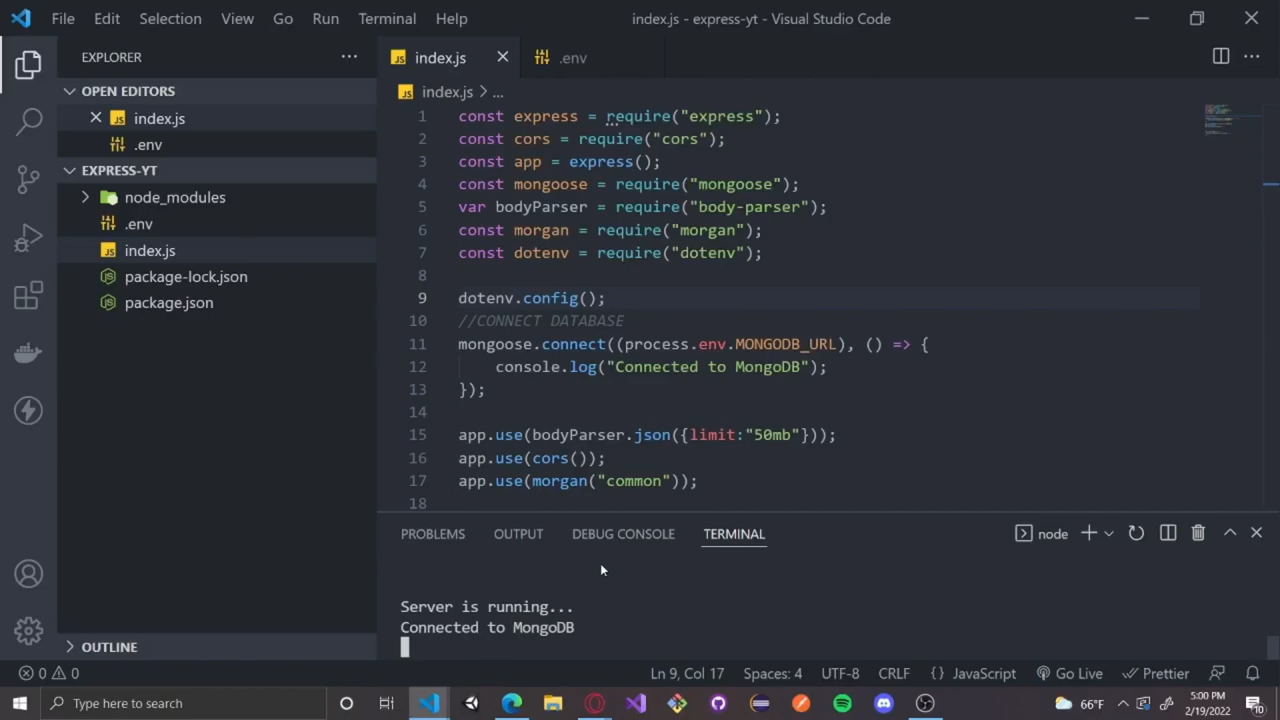 File Edit Selection View Go Run Terminal Help
index.js - express-yt - Visual Studio Code
EXPLORER
OPEN EDITORS
index.js
.env
EXPRESS-YT
node_modules
.env
index.js
package-lock.json
package.json
OUTLINE
index.js
.env
index.js > ...
1 const express = require("express");
2 const cors = require("cors");
3 const app = express();
4 const mongoose = require("mongoose");
5 var bodyParser = require("body-parser");
6 const morgan = require("morgan");
7 const dotenv = require("dotenv");
8
9 dotenv.config();
10 //CONNECT DATABASE
11 mongoose.connect((process.env.MONGODB_URL), () => {
12 console.log("Connected to MongoDB");
13 });
14
15 app.use(bodyParser.json({limit:"50mb"}));
16 app.use(cors());
17 app.use(morgan("common"));
18
PROBLEMS OUTPUT DEBUG CONSOLE TERMINAL
node
Server is running...
Connected to MongoDB
0 0
Ln 9, Col 17 Spaces: 4 UTF-8 CRLF {} JavaScript Go Live Prettier
Type here to search
66°F
5:00 PM
2/19/2022
10